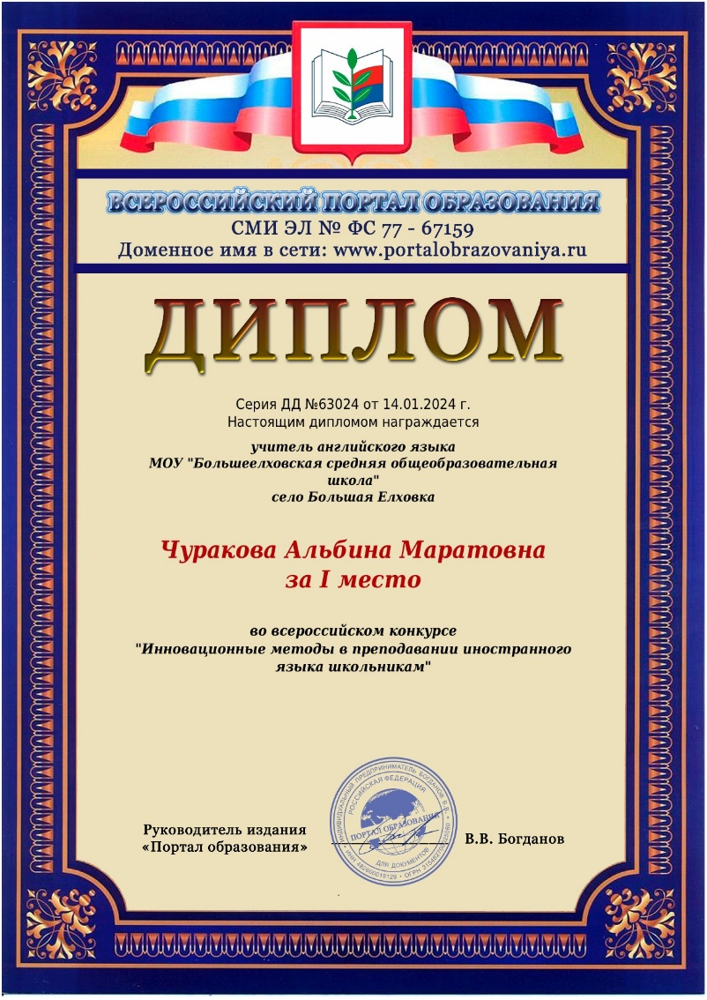 ВСЕРОССИЙСКИЙ ПОРТАЛ ОБРАЗОВАНИЯ
СМИ ЭЛ № ФС 77 - 67159
Доменное имя в сети: www.portalobrazovaniya.ru
ДИПЛОМ
Серия ДД №63024 от 14.01.2024 г.
Настоящим дипломом награждается
учитель английского языка
МОУ "Большеелховская средняя общеобразовательная
школа"
село Большая Елховка
Чуракова Альбина Маратовна
за I место
во всероссийском конкурсе
"Инновационные методы в преподавании иностранного
языка школьникам"
Руководитель издания
«Портал образования»
ИНДИВИДУАЛЬНЫЙ ПРЕДПРИНИМАТЕЛЬ БОГДАНОВ В.В.
РОССИЙСКАЯ ФЕДЕРАЦИЯ
ПОРТАЛ ОБРАЗОВАНИЯ
ДЛЯ ДОКУМЕНТОВ
В.В. Богданов